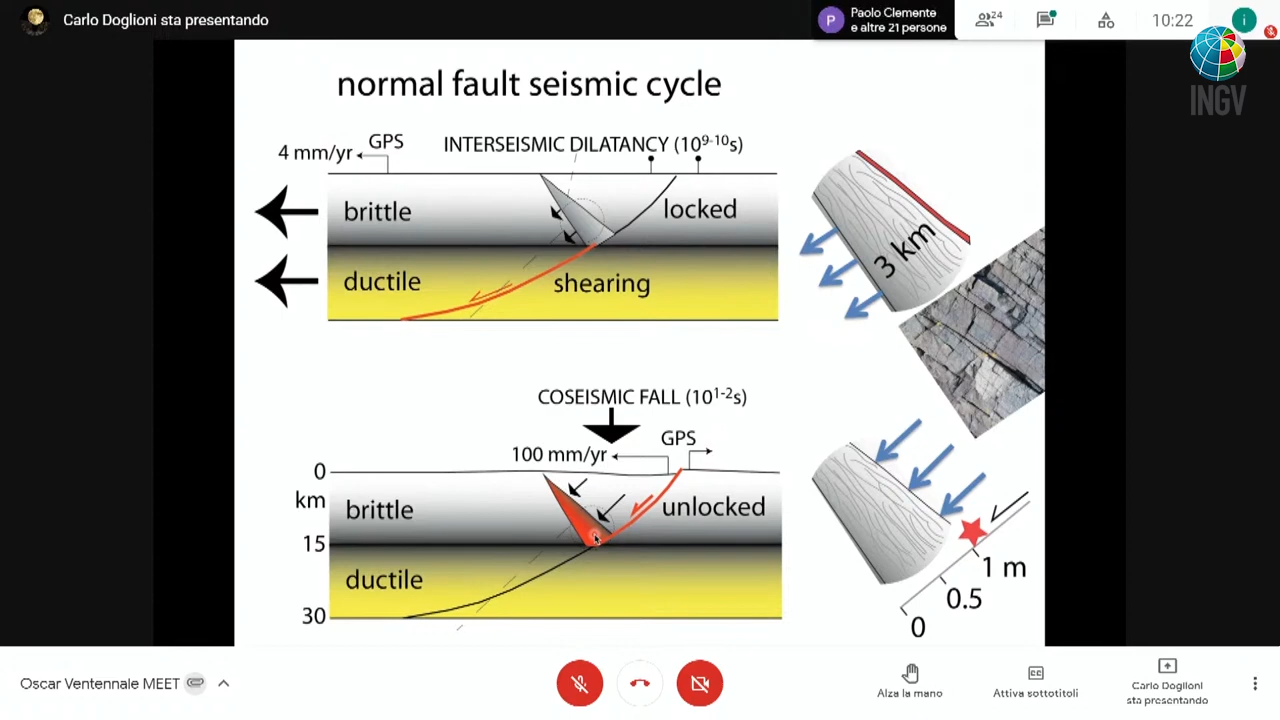 Carlo Doglioni sta presentando
P
Paolo Clemente
e altre 21 persone
24
10:22
i
INGV
normal fault seismic cycle
GPS
4 mm/yr
INTERSEISMIC DILATANCY (10⁹⁻¹⁰s)
brittle
locked
ductile
shearing
3 km
COSEISMIC FALL (10¹⁻²s)
GPS
100 mm/yr
0
km
brittle
unlocked
15
ductile
30
1 m
0.5
0
Oscar Ventennale MEET
Alza la mano
Attiva sottotitoli
Carlo Doglioni
sta presentando